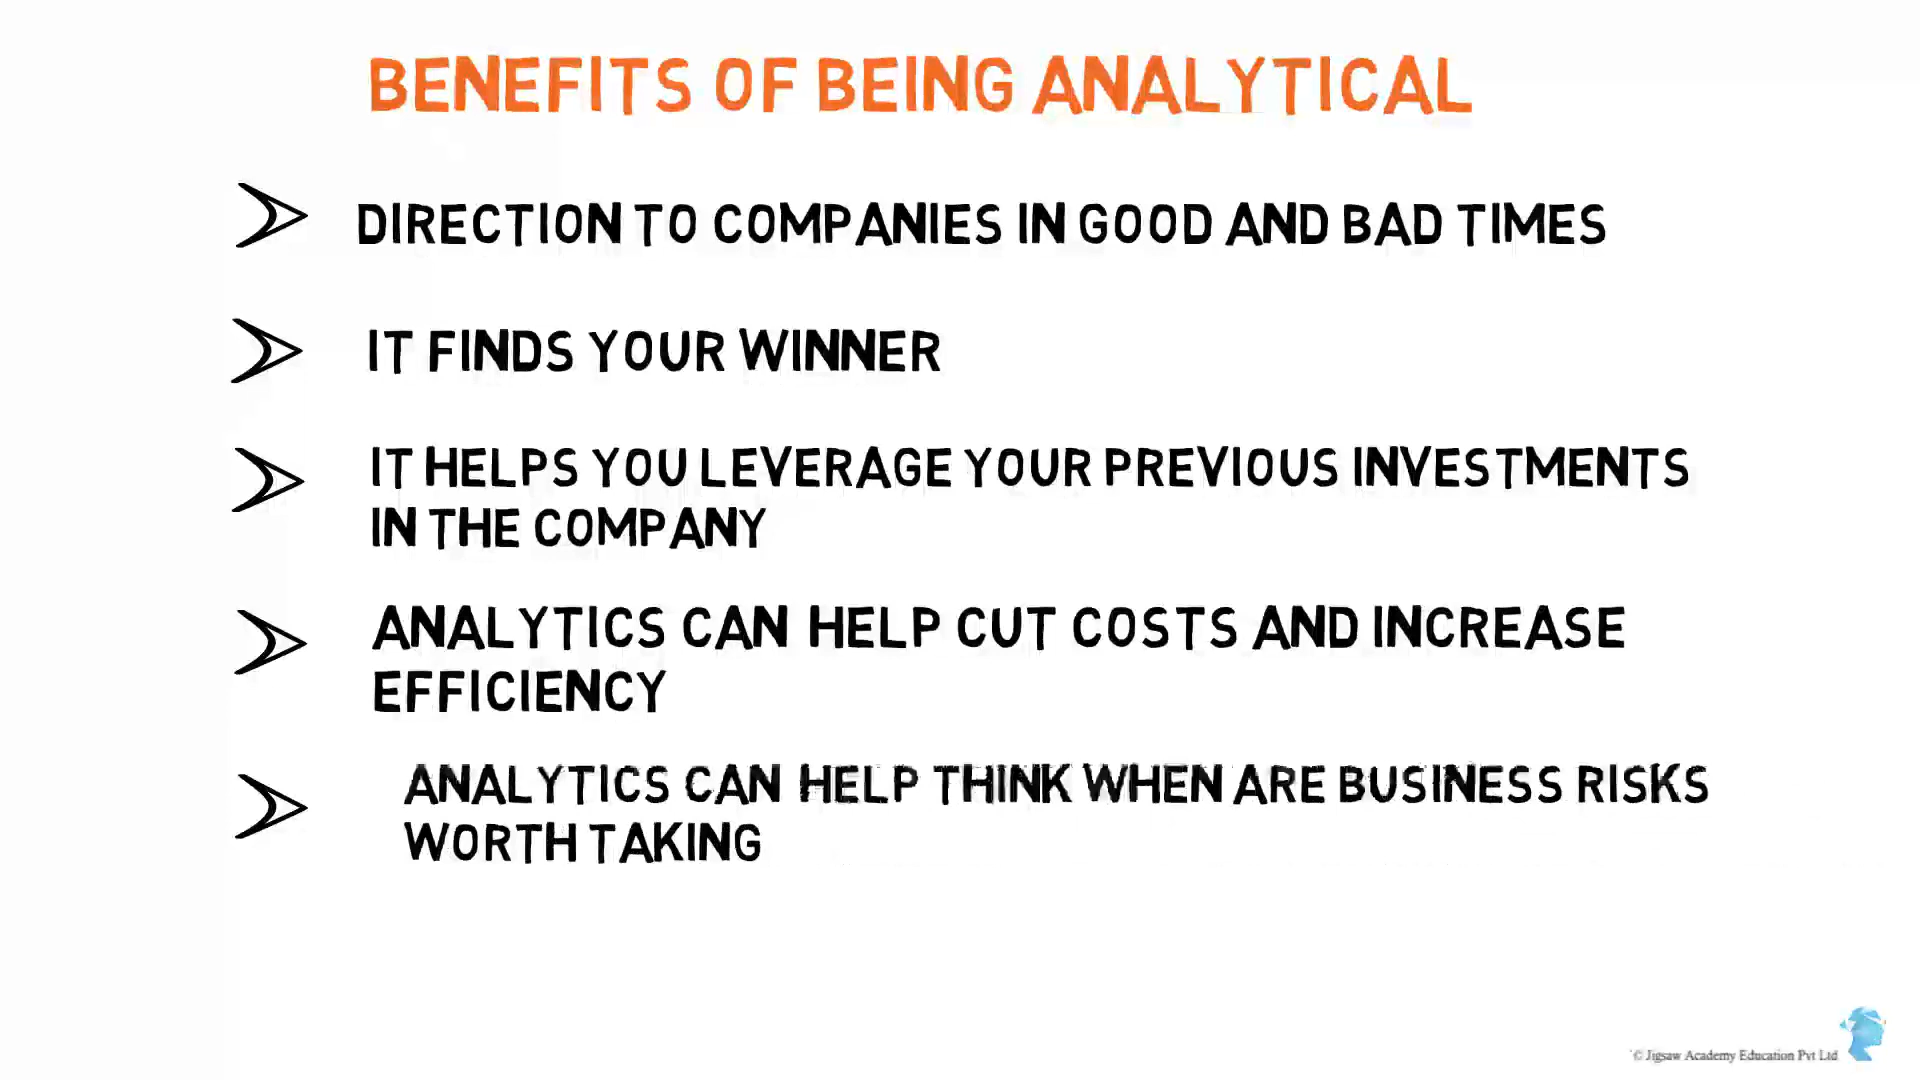 BENEFITS OF BEING ANALYTICAL
DIRECTION TO COMPANIES IN GOOD AND BAD TIMES
IT FINDS YOUR WINNER
IT HELPS YOU LEVERAGE YOUR PREVIOUS INVESTMENTS
IN THE COMPANY
ANALYTICS CAN HELP CUT COSTS AND INCREASE
EFFICIENCY
ANALYTICS CAN HELP THINK WHEN ARE BUSINESS RISKS
WORTH TAKING
© Jigsaw Academy Education Pvt Ltd